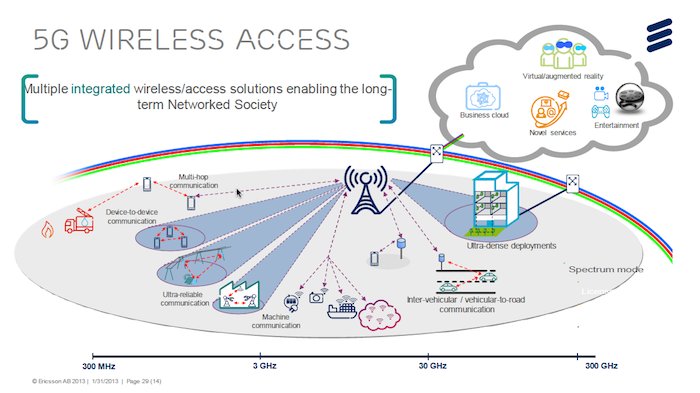 5G WIRELESS ACCESS
Multiple integrated wireless/access solutions enabling the long-
term Networked Society
Virtual/augmented reality
Business cloud
Novel services
Entertainment
Multi-hop
communication
Device-to-device
communication
Ultra-reliable
communication
Machine
communication
Ultra-dense deployments
Inter-vehicular / vehicular-to-road
communication
Spectrum mode
300 MHz
3 GHz
30 GHz
300 GHz
© Ericsson AB 2013 | 1/31/2013 | Page 29 (14)